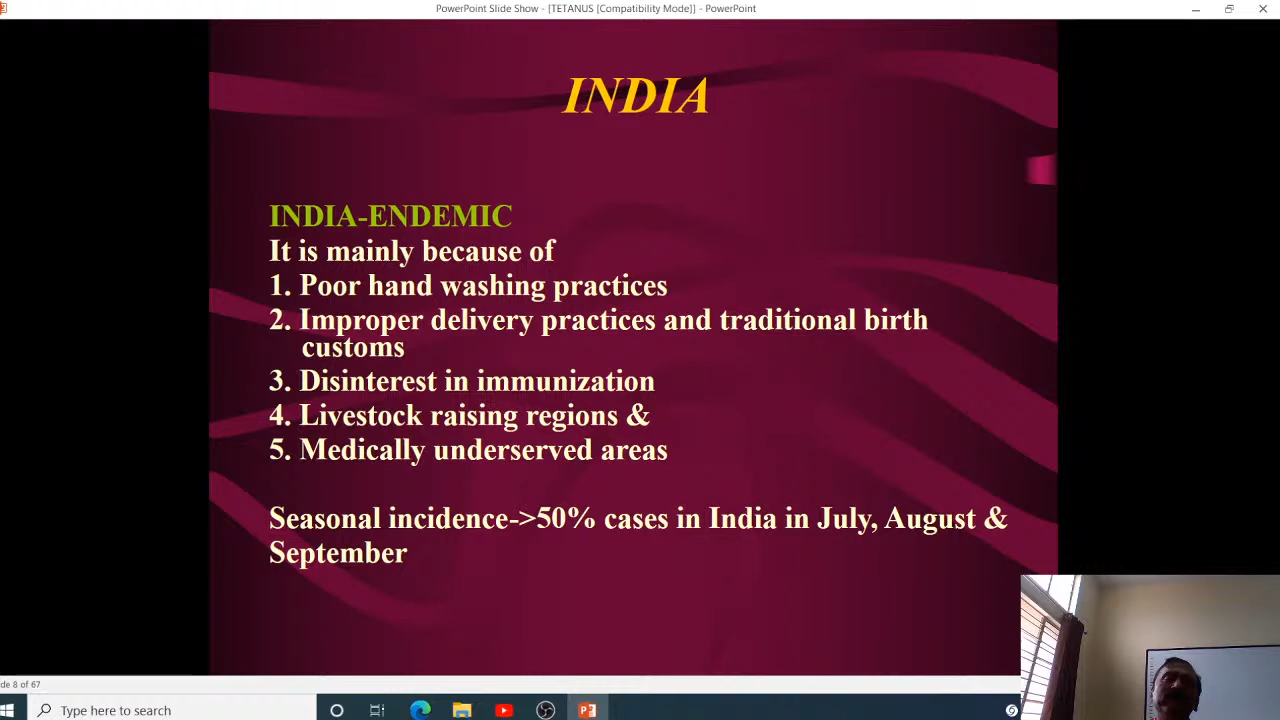 PowerPoint Slide Show - [TETANUS [Compatibility Mode]] - PowerPoint
INDIA
INDIA-ENDEMIC
It is mainly because of
1. Poor hand washing practices
2. Improper delivery practices and traditional birth
customs
3. Disinterest in immunization
4. Livestock raising regions &
5. Medically underserved areas
Seasonal incidence->50% cases in India in July, August &
September
de 8 of 67
Type here to search